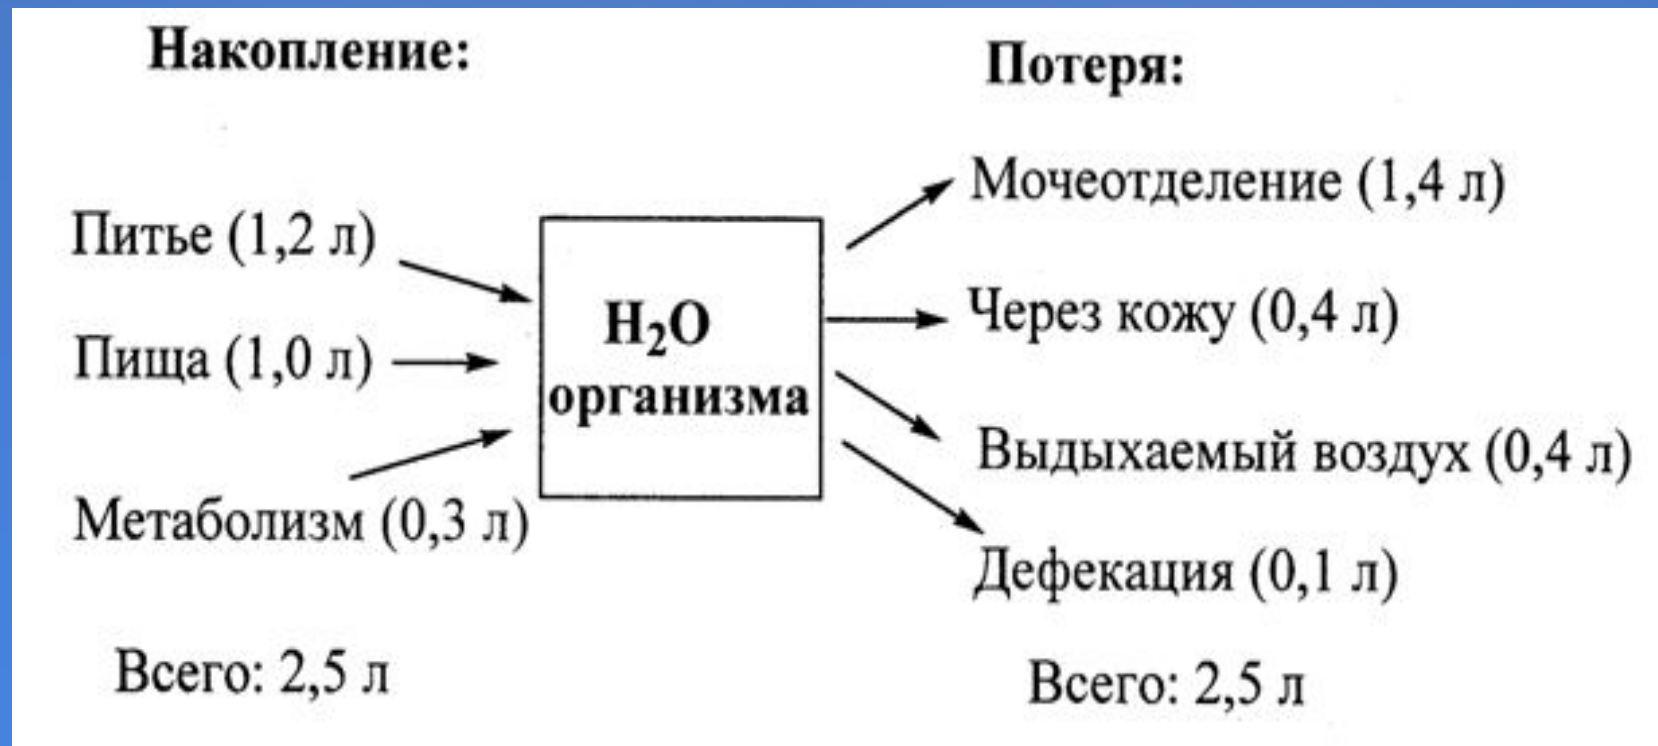 Накопление:
Питье (1,2 л)
Пища (1,0 л)
Метаболизм (0,3 л)
Всего: 2,5 л
H₂O
организма
Потеря:
Мочеотделение (1,4 л)
Через кожу (0,4 л)
Выдыхаемый воздух (0,4 л)
Дефекация (0,1 л)
Всего: 2,5 л